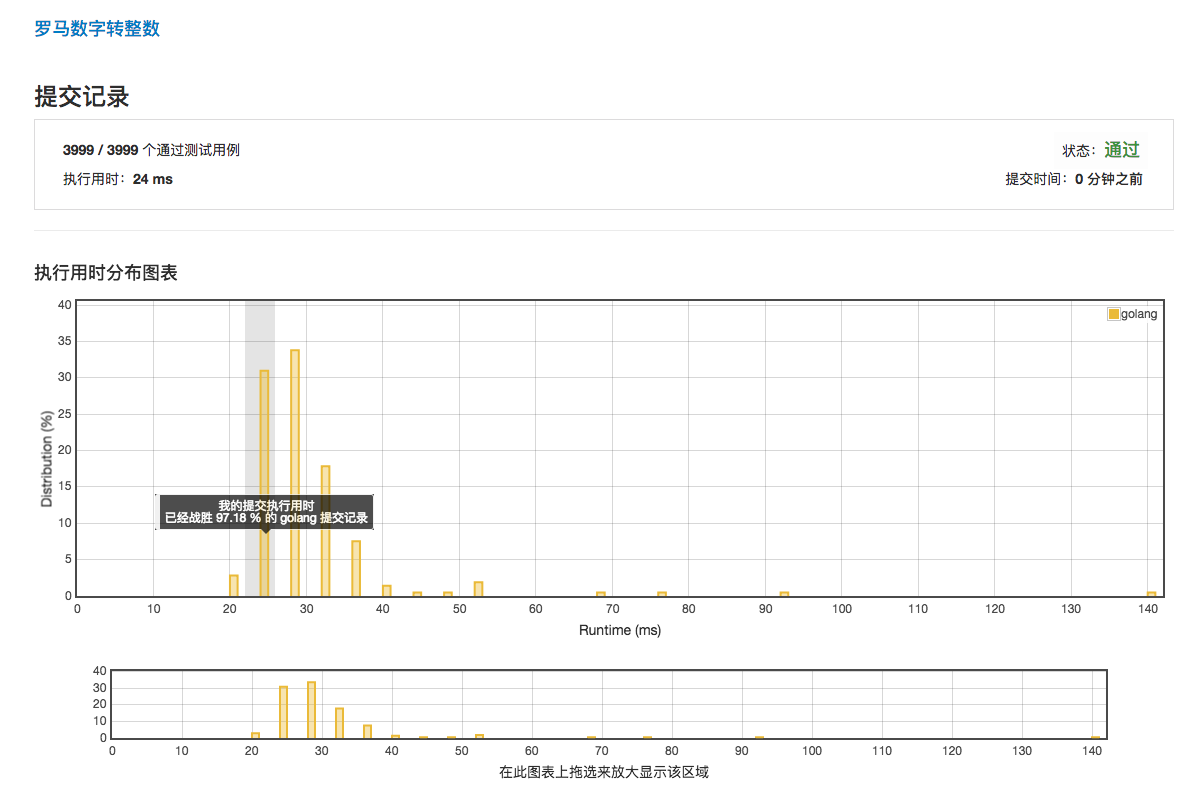 罗马数字转整数
提交记录
3999 / 3999 个通过测试用例
状态：通过
执行用时：24 ms
提交时间：0 分钟之前
执行用时分布图表
40
35
30
25
20
15
10
5
0
Distribution (%)
golang
我的提交执行用时
已经战胜 97.18 % 的 golang 提交记录
0 10 20 30 40 50 60 70 80 90 100 110 120 130 140
Runtime (ms)
40
30
20
10
0
0 10 20 30 40 50 60 70 80 90 100 110 120 130 140
在此图表上拖选来放大显示该区域